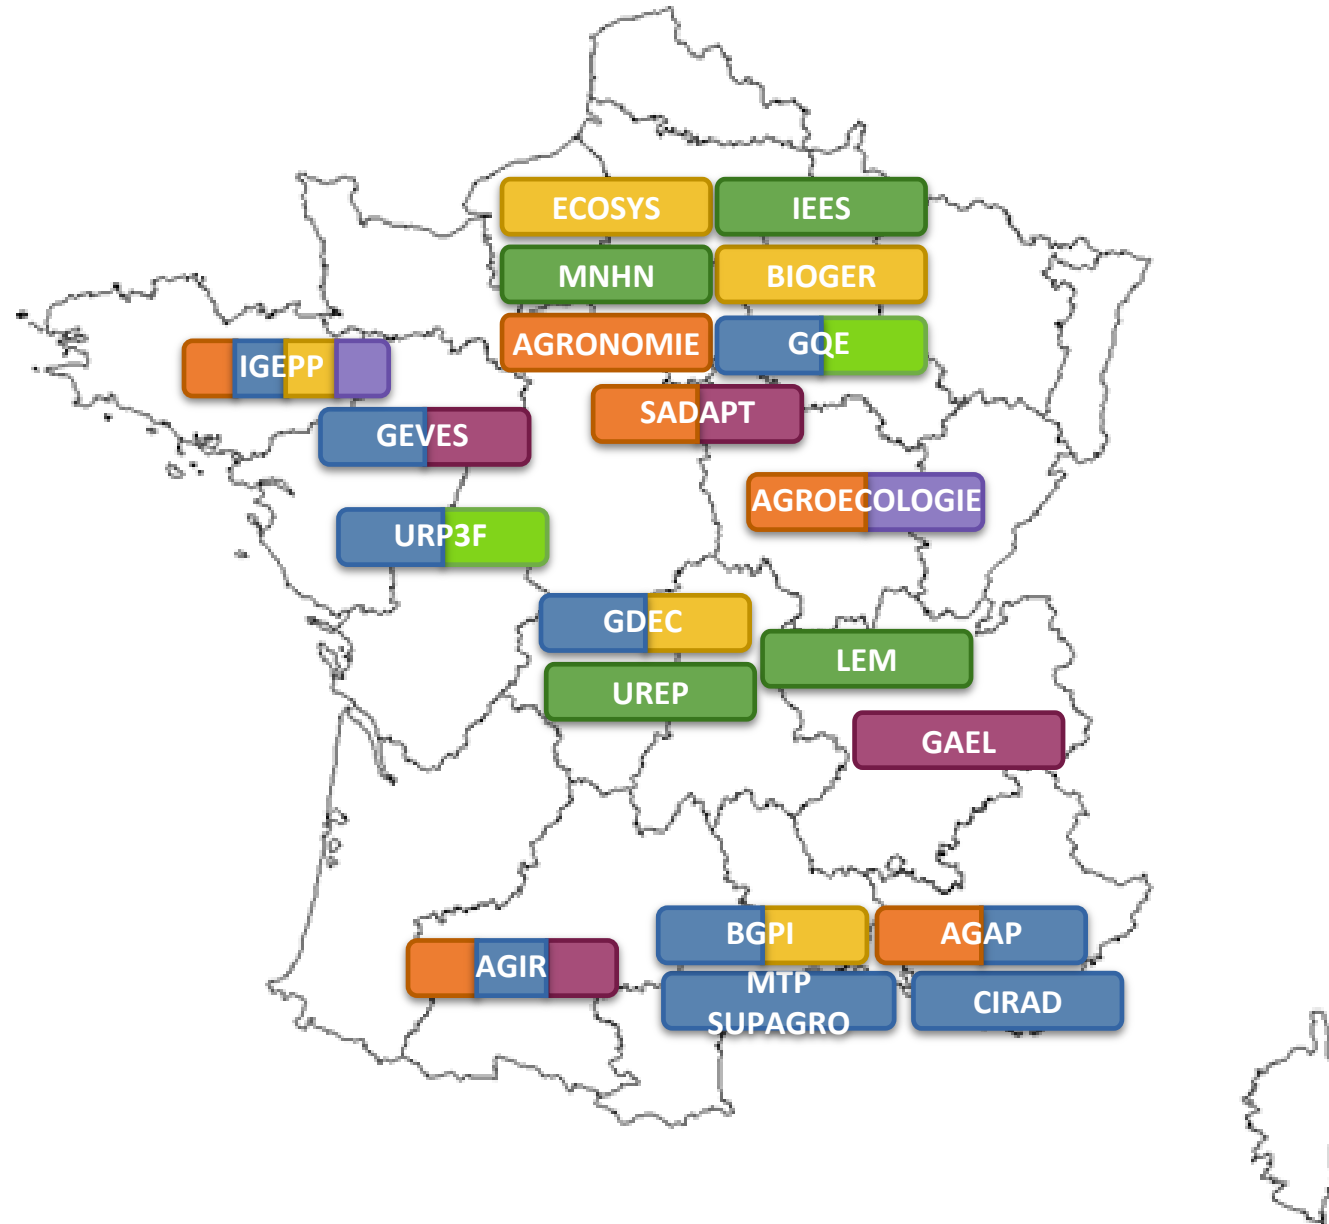 ECOSYS
IEES
MNHN
BIOGER
AGRONOMIE
GQE
IGEPP
SADAPT
GEVES
AGROECOLOGIE
URP3F
GDEC
LEM
UREP
GAEL
BGPI
AGAP
AGIR
MTP
SUPAGRO
CIRAD